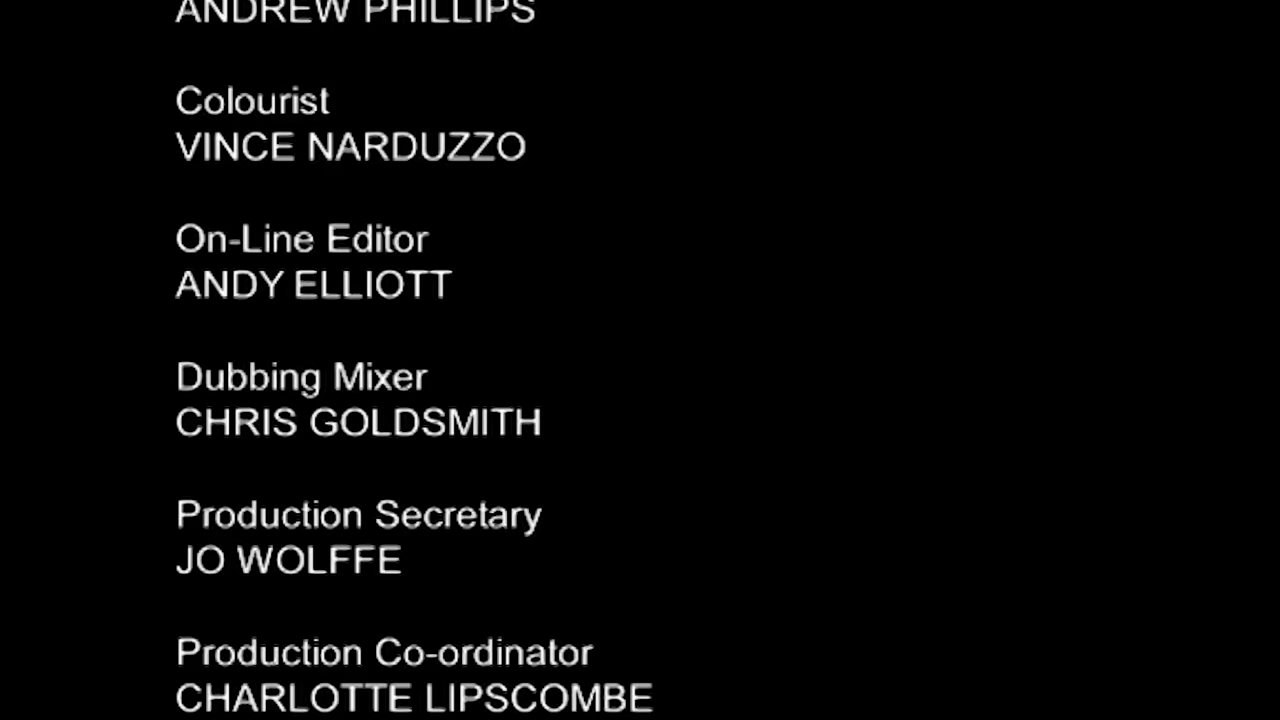 ANDREW PHILLIPS
Colourist
VINCE NARDUZZO
On-Line Editor
ANDY ELLIOTT
Dubbing Mixer
CHRIS GOLDSMITH
Production Secretary
JO WOLFFE
Production Co-ordinator
CHARLOTTE LIPSCOMBE